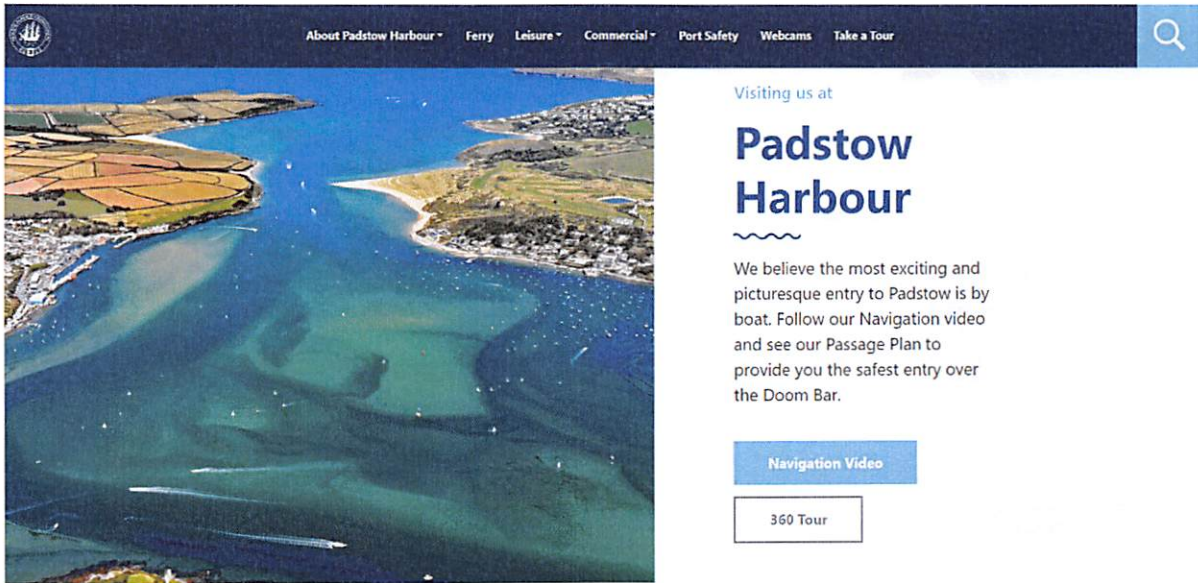 About Padstow Harbour Ferry Leisure Commercial Port Safety Webcams Take a Tour
Visiting us at
Padstow
Harbour
We believe the most exciting and
picturesque entry to Padstow is by
boat. Follow our Navigation video
and see our Passage Plan to
provide you the safest entry over
the Doom Bar.
Navigation Video
360 Tour